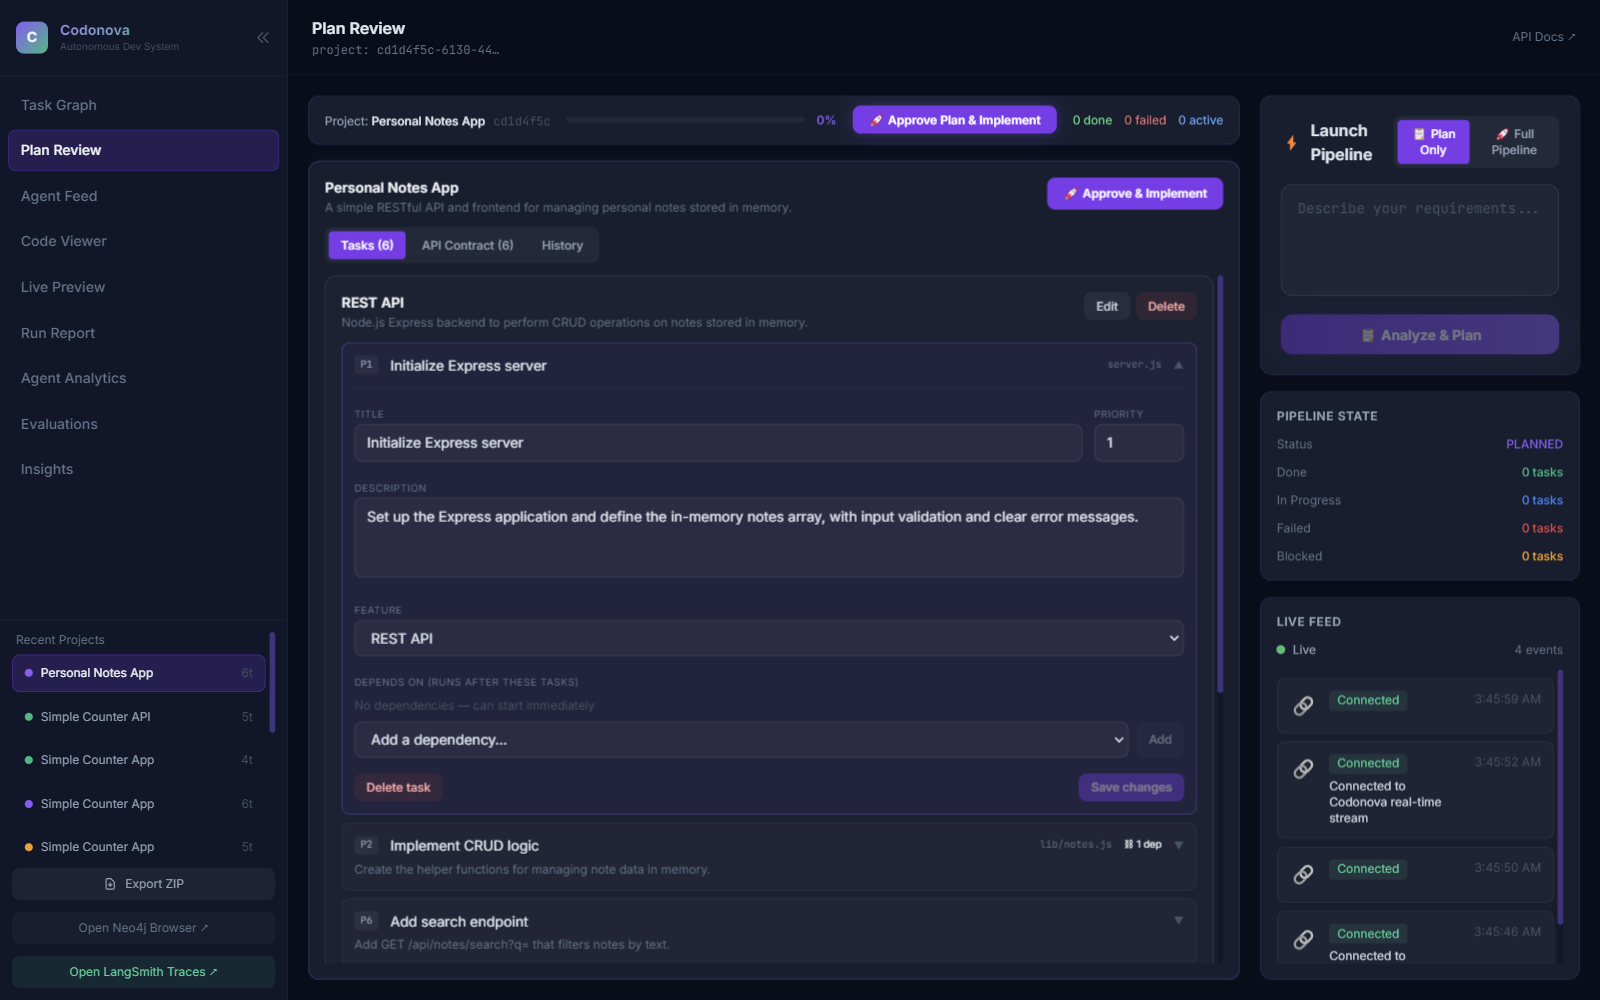 C
Codonova
Autonomous Dev System
Task Graph
Plan Review
Agent Feed
Code Viewer
Live Preview
Run Report
Agent Analytics
Evaluations
Insights
Recent Projects
Personal Notes App 6t
Simple Counter API 5t
Simple Counter App 4t
Simple Counter App 6t
Simple Counter App 5t
Export ZIP
Open Neo4j Browser ↗
Open LangSmith Traces ↗
Plan Review
project: cd1d4f5c-6130-44…
API Docs ↗
Project: Personal Notes App cd1d4f5c 0% 🚀 Approve Plan & Implement 0 done 0 failed 0 active
Personal Notes App
A simple RESTful API and frontend for managing personal notes stored in memory.
🚀 Approve & Implement
Tasks (6) API Contract (6) History
REST API
Node.js Express backend to perform CRUD operations on notes stored in memory.
Edit Delete
P1 Initialize Express server server.js ▲
TITLE PRIORITY
Initialize Express server 1
DESCRIPTION
Set up the Express application and define the in-memory notes array, with input validation and clear error messages.
FEATURE
REST API
DEPENDS ON (RUNS AFTER THESE TASKS)
No dependencies — can start immediately
Add a dependency... Add
Delete task Save changes
P2 Implement CRUD logic lib/notes.js ⛓ 1 dep ▼
Create the helper functions for managing note data in memory.
P6 Add search endpoint ▼
Add GET /api/notes/search?q= that filters notes by text.
⚡ Launch
Pipeline
📋 Plan
Only
🚀 Full
Pipeline
Describe your requirements...
📋 Analyze & Plan
PIPELINE STATE
Status PLANNED
Done 0 tasks
In Progress 0 tasks
Failed 0 tasks
Blocked 0 tasks
LIVE FEED
Live 4 events
🔗 Connected 3:45:59 AM
🔗 Connected 3:45:52 AM
Connected to
Codonova real-time
stream
🔗 Connected 3:45:50 AM
🔗 Connected 3:45:46 AM
Connected to